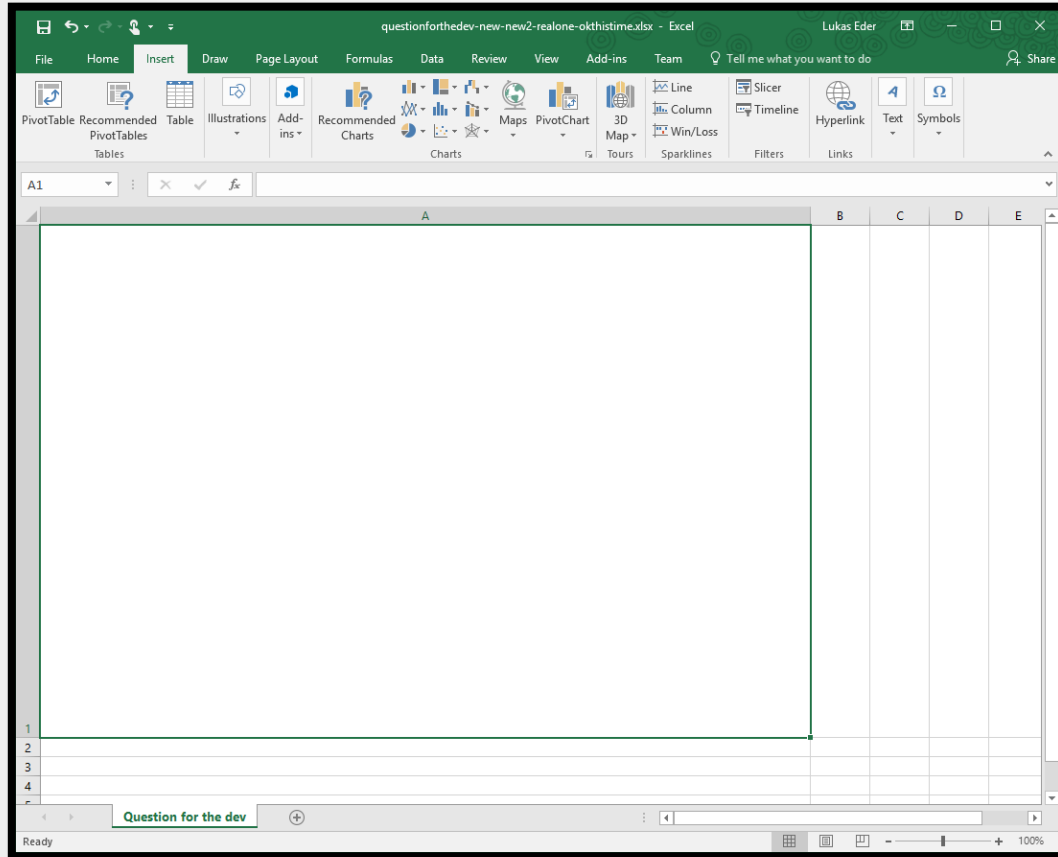 questionforthedev-new-new2-realone-okthistime.xlsx - Excel
Lukas Eder
File Home Insert Draw Page Layout Formulas Data Review View Add-ins Team Tell me what you want to do Share
PivotTable
Recommended PivotTables
Table
Tables
Illustrations
Add-ins
Recommended Charts
Maps
PivotChart
Charts
3D Map
Tours
Line
Column
Win/Loss
Sparklines
Slicer
Timeline
Filters
Hyperlink
Links
A
Text
Ω
Symbols
A1
fx
A B C D E
1
2
3
4
Question for the dev
Ready
100%